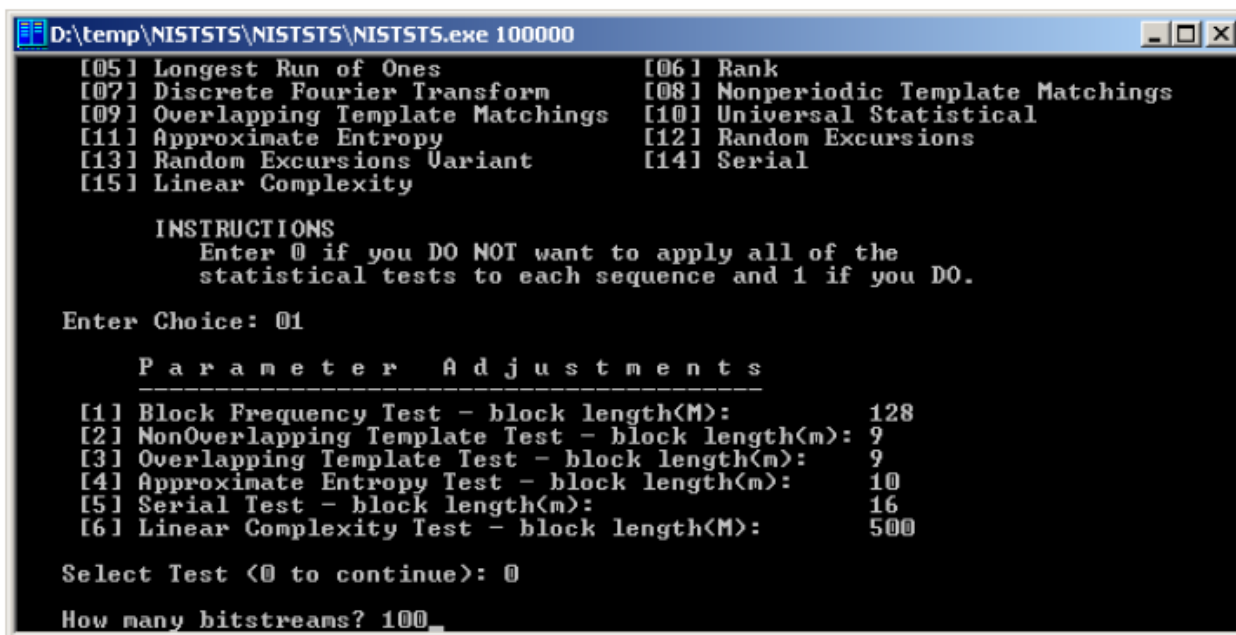 D:\temp\NISTSTS\NISTSTS\NISTSTS.exe 100000
[05] Longest Run of Ones [06] Rank
[07] Discrete Fourier Transform [08] Nonperiodic Template Matchings
[09] Overlapping Template Matchings [10] Universal Statistical
[11] Approximate Entropy [12] Random Excursions
[13] Random Excursions Variant [14] Serial
[15] Linear Complexity
INSTRUCTIONS
Enter 0 if you DO NOT want to apply all of the
statistical tests to each sequence and 1 if you DO.
Enter Choice: 01
P a r a m e t e r   A d j u s t m e n t s
----------------------------------------
[1] Block Frequency Test - block length(M): 128
[2] NonOverlapping Template Test - block length(m): 9
[3] Overlapping Template Test - block length(m): 9
[4] Approximate Entropy Test - block length(m): 10
[5] Serial Test - block length(m): 16
[6] Linear Complexity Test - block length(M): 500
Select Test (0 to continue): 0
How many bitstreams? 100_